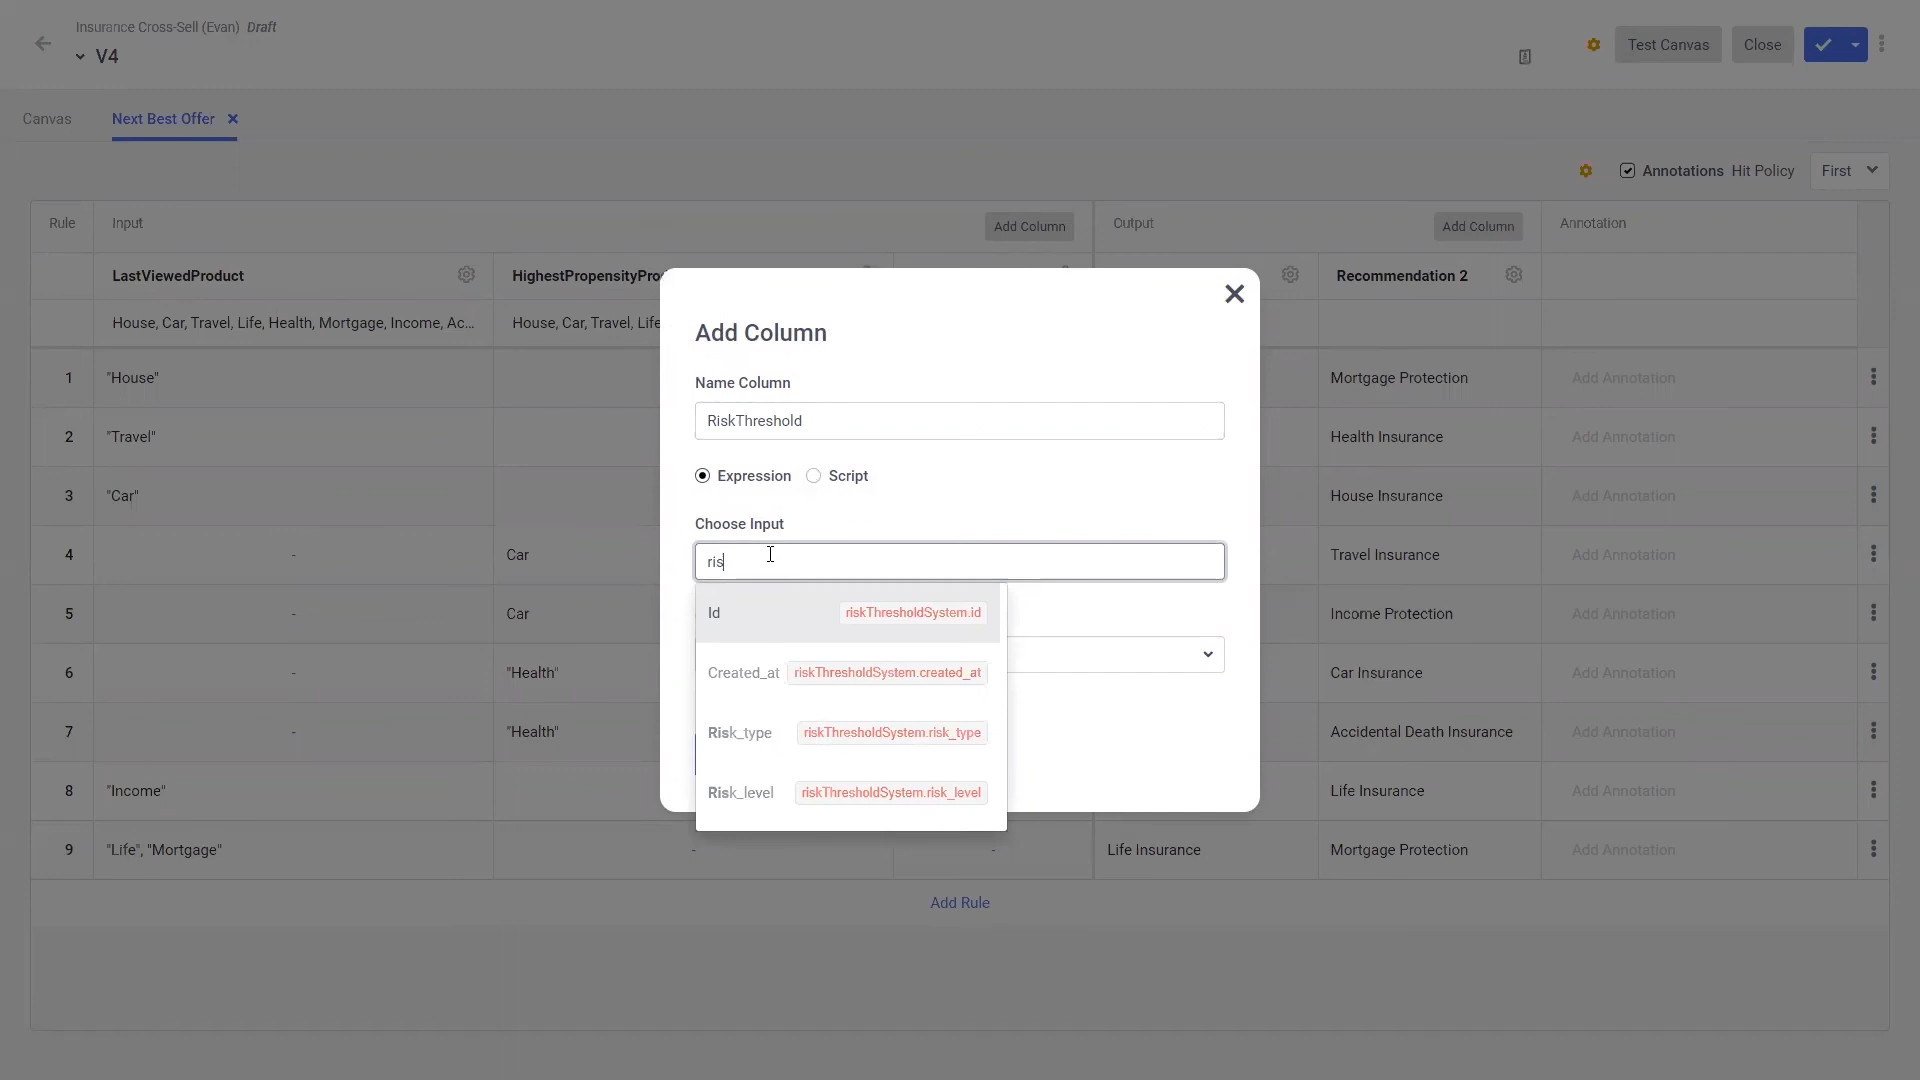 Insurance Cross-Sell (Evan) Draft
V4
Test Canvas
Close
Canvas
Next Best Offer
Annotations
Hit Policy
First
Rule
Input
Add Column
Output
Add Column
Annotation
LastViewedProduct
HighestPropensityPro
Recommendation 2
House, Car, Travel, Life, Health, Mortgage, Income, Ac...
House, Car, Travel, Life
Add Column
Name Column
RiskThreshold
Expression
Script
Choose Input
ris
Id
riskThresholdSystem.id
Created_at
riskThresholdSystem.created_at
Risk_type
riskThresholdSystem.risk_type
Risk_level
riskThresholdSystem.risk_level
1
"House"
Mortgage Protection
Add Annotation
2
"Travel"
Health Insurance
Add Annotation
3
"Car"
House Insurance
Add Annotation
4
-
Car
Travel Insurance
Add Annotation
5
-
Car
Income Protection
Add Annotation
6
-
"Health"
Car Insurance
Add Annotation
7
-
"Health"
Accidental Death Insurance
Add Annotation
8
"Income"
Life Insurance
Add Annotation
9
"Life", "Mortgage"
-
-
Life Insurance
Mortgage Protection
Add Annotation
Add Rule